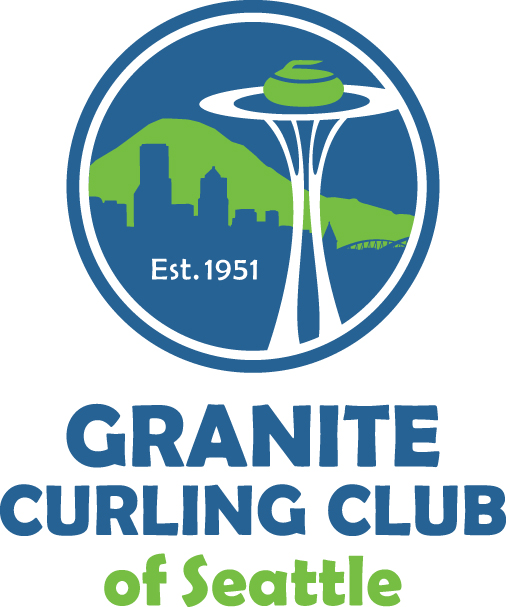 Est. 1951
GRANITE
CURLING CLUB
of Seattle